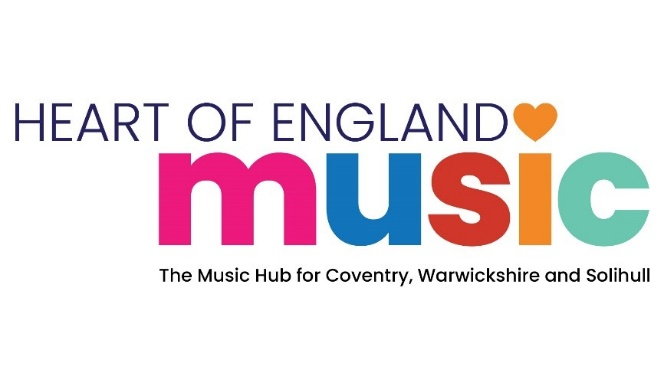 HEART OF ENGLAND
music
The Music Hub for Coventry, Warwickshire and Solihull